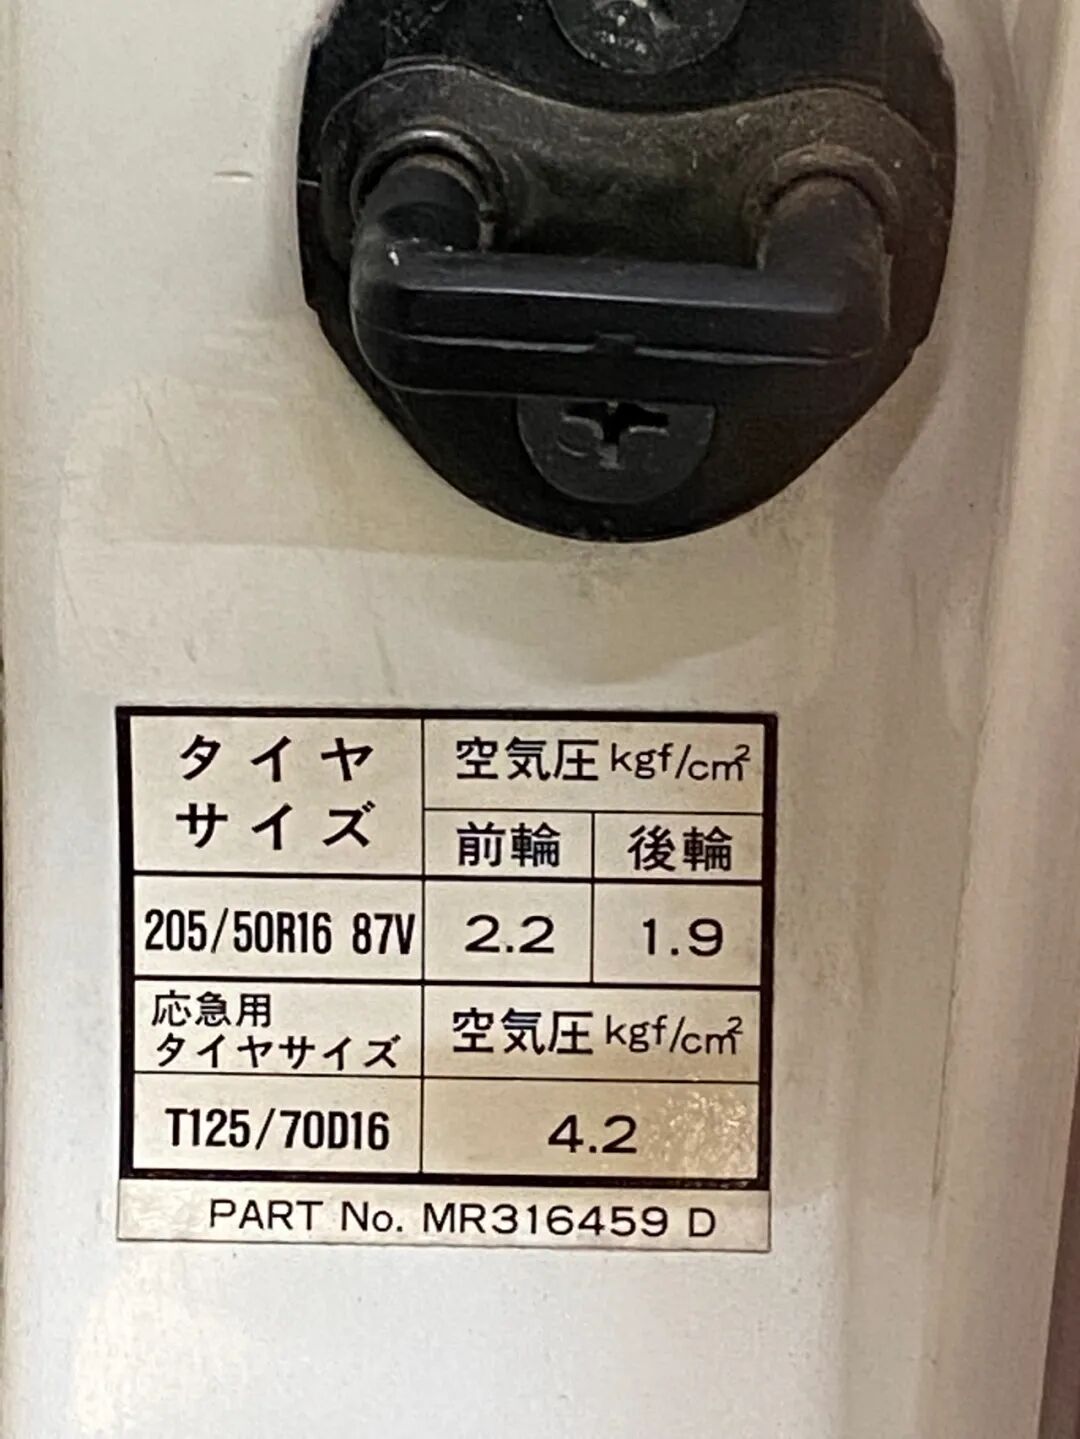 タイヤ
サイズ
空気圧 kgf/cm²
前輪 後輪
205/50R16 87V 2.2 1.9
応急用
タイヤサイズ
空気圧 kgf/cm²
T125/70D16 4.2
PART No. MR316459 D